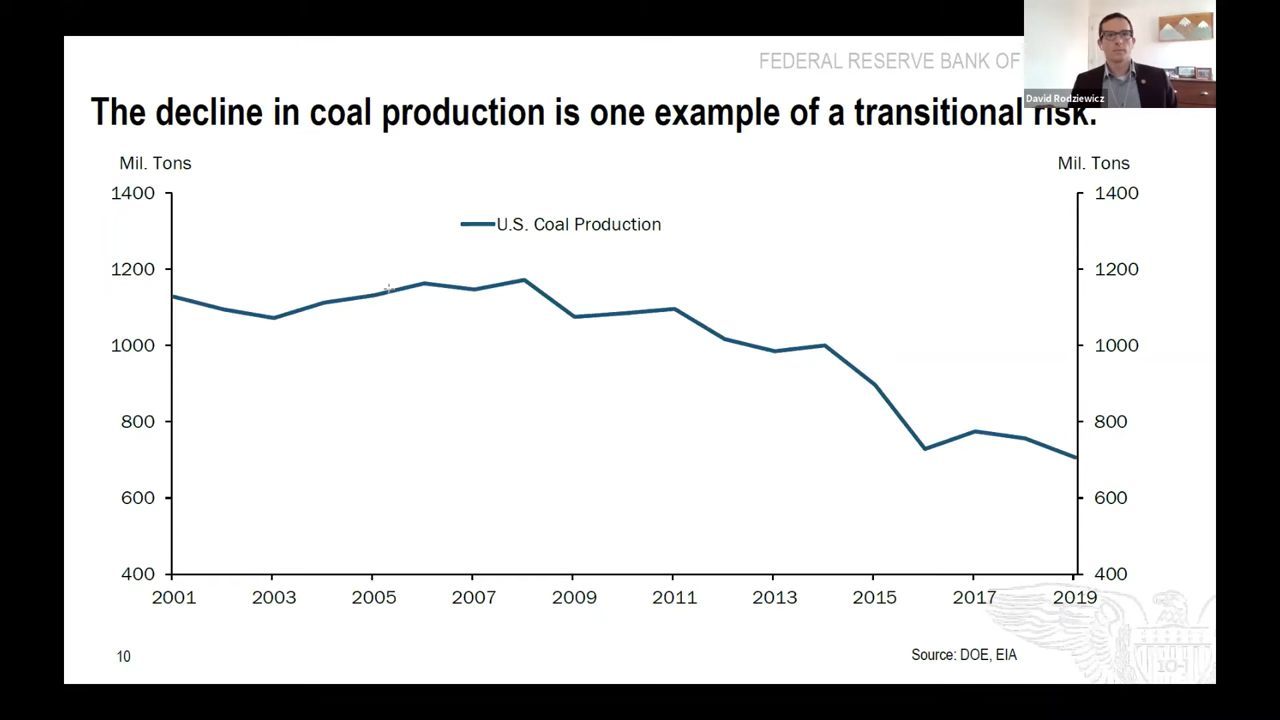 FEDERAL RESERVE BANK OF
David Rodziewicz
The decline in coal production is one example of a transitional risk.
Mil. Tons Mil. Tons
1400 1400
U.S. Coal Production
1200 1200
1000 1000
800 800
600 600
400 400
2001 2003 2005 2007 2009 2011 2013 2015 2017 2019
10 Source: DOE, EIA
10-J